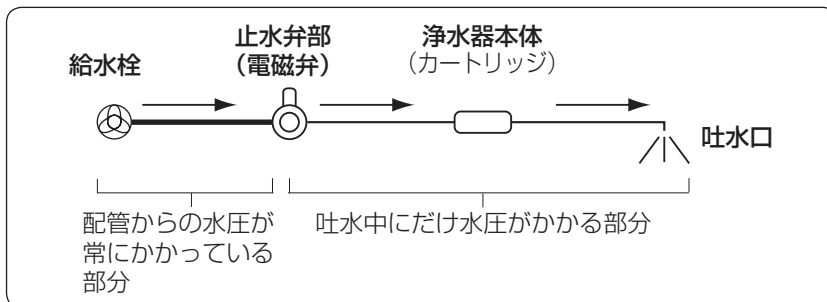 給水栓
止水弁部
(電磁弁)
浄水器本体
(カートリッジ)
吐水口
配管からの水圧が
常にかかっている
部分
吐水中にだけ水圧がかかる部分